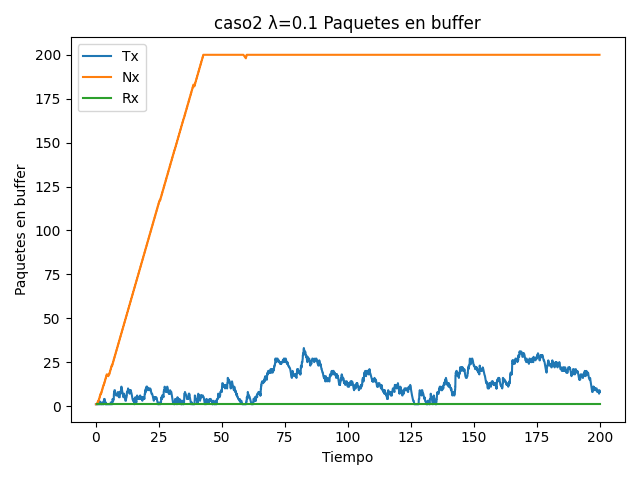 caso2 λ=0.1 Paquetes en buffer
Tx
Nx
Rx
Paquetes en buffer
200
175
150
125
100
75
50
25
0
0 25 50 75 100 125 150 175 200
Tiempo